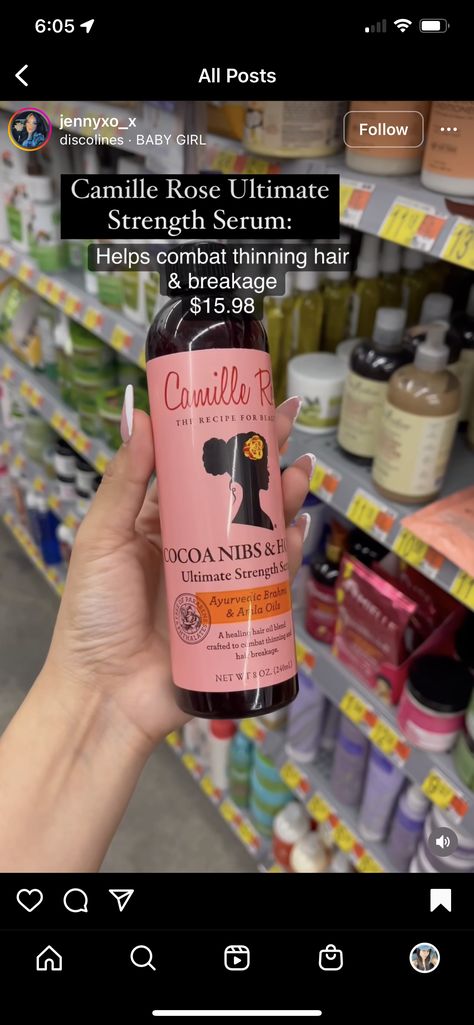 6:05
All Posts
jennyxo_x
discolines · BABY GIRL
Follow
Camille Rose Ultimate
Strength Serum:
Helps combat thinning hair
& breakage
$15.98
Camille R
THE RECIPE FOR BEAU
COCOA NIBS & HO
Ultimate Strength Se
Ayurvedic Brahmi
& Amla Oils
A healing hair oil blend
crafted to combat thinning and
hair breakage.
NET WT 8 OZ. (240mL)